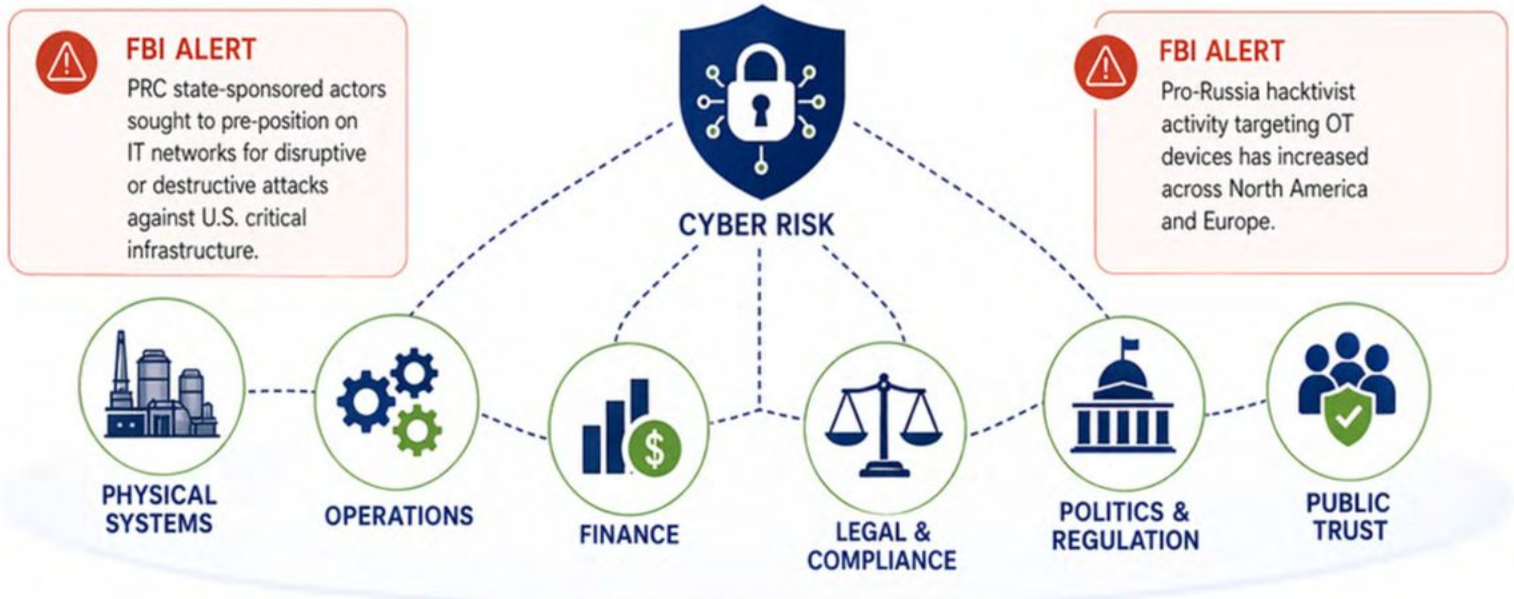 FBI ALERT
PRC state-sponsored actors
sought to pre-position on
IT networks for disruptive
or destructive attacks
against U.S. critical
infrastructure.
CYBER RISK
FBI ALERT
Pro-Russia hacktivist
activity targeting OT
devices has increased
across North America
and Europe.
PHYSICAL
SYSTEMS
OPERATIONS
$
FINANCE
LEGAL &
COMPLIANCE
POLITICS &
REGULATION
PUBLIC
TRUST